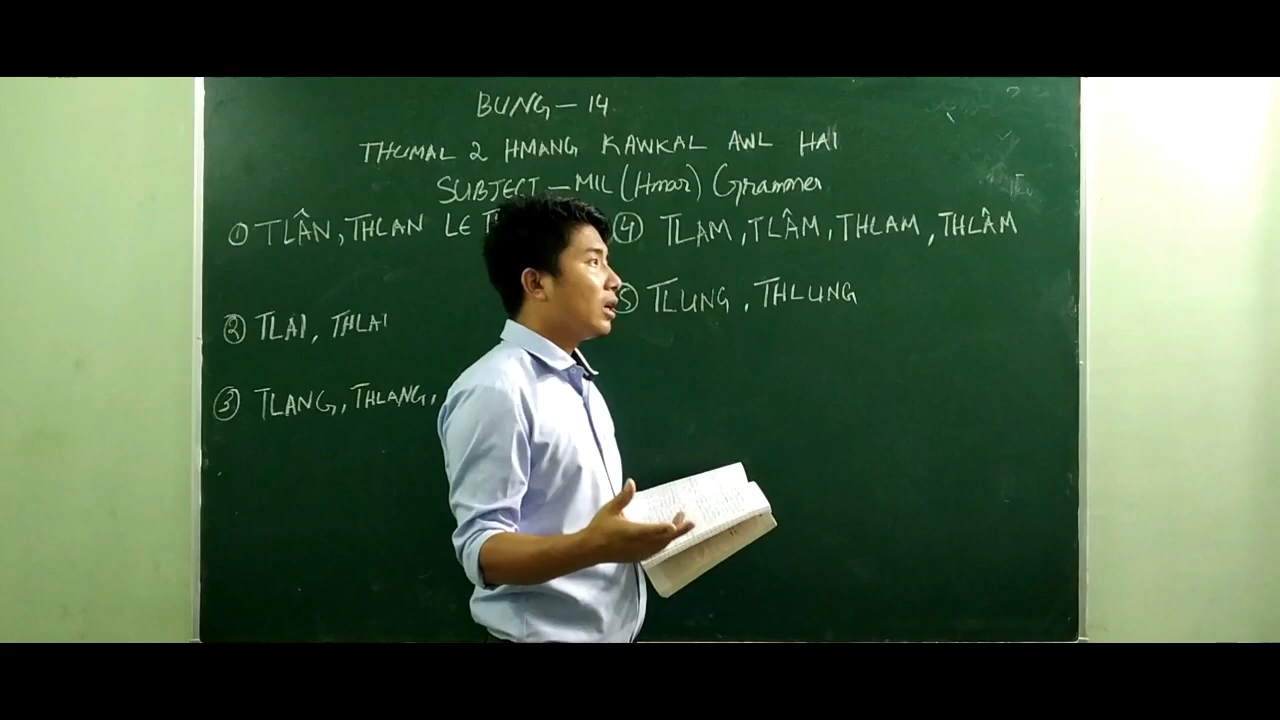 BUNG – 14
THUMAL 2 HMANG KAWKAL AWL HAI
SUBJECT – MIL (Hmar) Grammer
① TLÂN, THLAN LE
② TLAI, THLAI
③ TLANG, THLANG,
④ TLAM, TLÂM, THLAM, THLÂM
⑤ TLUNG, THLUNG